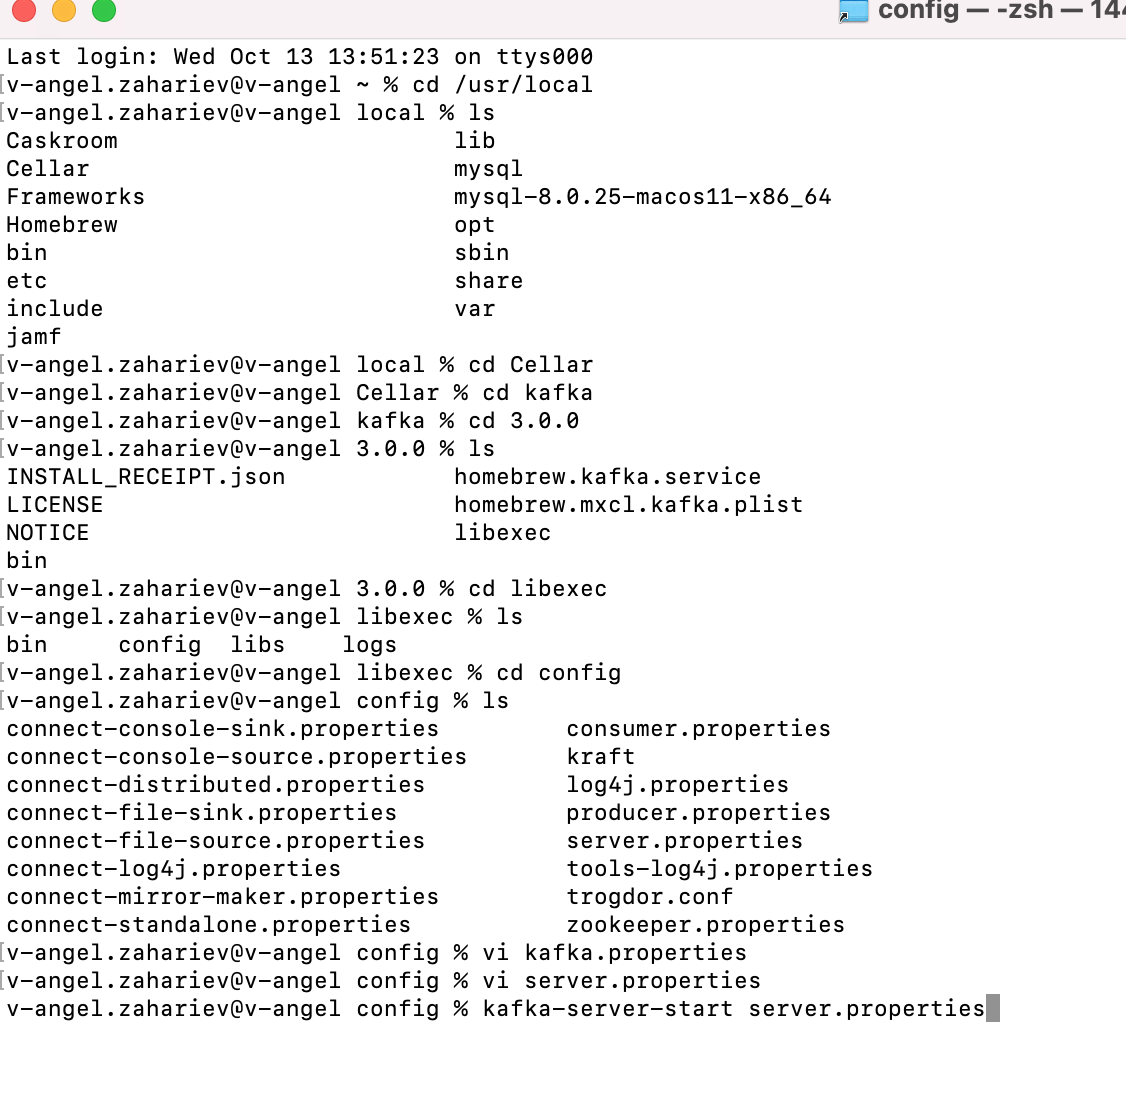 config — -zsh — 144
Last login: Wed Oct 13 13:51:23 on ttys000
v-angel.zahariev@v-angel ~ % cd /usr/local
v-angel.zahariev@v-angel local % ls
Caskroom lib
Cellar mysql
Frameworks mysql-8.0.25-macos11-x86_64
Homebrew opt
bin sbin
etc share
include var
jamf
v-angel.zahariev@v-angel local % cd Cellar
v-angel.zahariev@v-angel Cellar % cd kafka
v-angel.zahariev@v-angel kafka % cd 3.0.0
v-angel.zahariev@v-angel 3.0.0 % ls
INSTALL_RECEIPT.json homebrew.kafka.service
LICENSE homebrew.mxcl.kafka.plist
NOTICE libexec
bin
v-angel.zahariev@v-angel 3.0.0 % cd libexec
v-angel.zahariev@v-angel libexec % ls
bin config libs logs
v-angel.zahariev@v-angel libexec % cd config
v-angel.zahariev@v-angel config % ls
connect-console-sink.properties consumer.properties
connect-console-source.properties kraft
connect-distributed.properties log4j.properties
connect-file-sink.properties producer.properties
connect-file-source.properties server.properties
connect-log4j.properties tools-log4j.properties
connect-mirror-maker.properties trogdor.conf
connect-standalone.properties zookeeper.properties
v-angel.zahariev@v-angel config % vi kafka.properties
v-angel.zahariev@v-angel config % vi server.properties
v-angel.zahariev@v-angel config % kafka-server-start server.properties